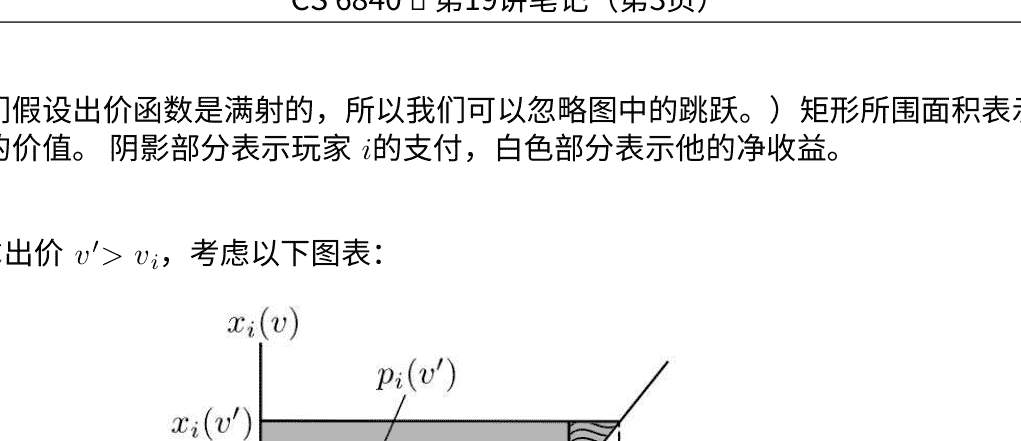 CS 6840 第19讲笔记（第3页）
们假设出价函数是满射的，所以我们可以忽略图中的跳跃。）矩形所围面积表示
的价值。 阴影部分表示玩家 i的支付，白色部分表示他的净收益。
出价 v′> vᵢ，考虑以下图表：
xᵢ(v)
pᵢ(v′)
xᵢ(v′)